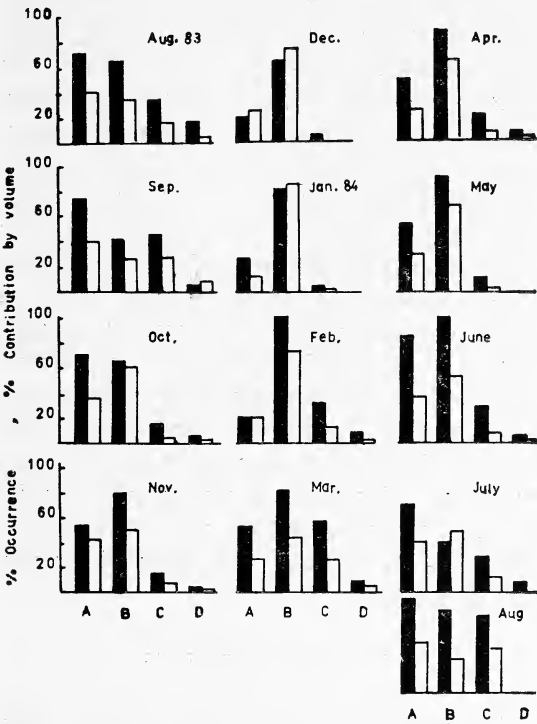 % Occurrence , % Contribution by volume
100
60
20
Aug. 83
Dec.
Apr.
100
60
20
Sep.
Jan. 84
May
100
60
20
Oct.
Feb.
June
100
60
20
Nov.
Mar.
July
A B C D
A B C D
Aug
A B C D